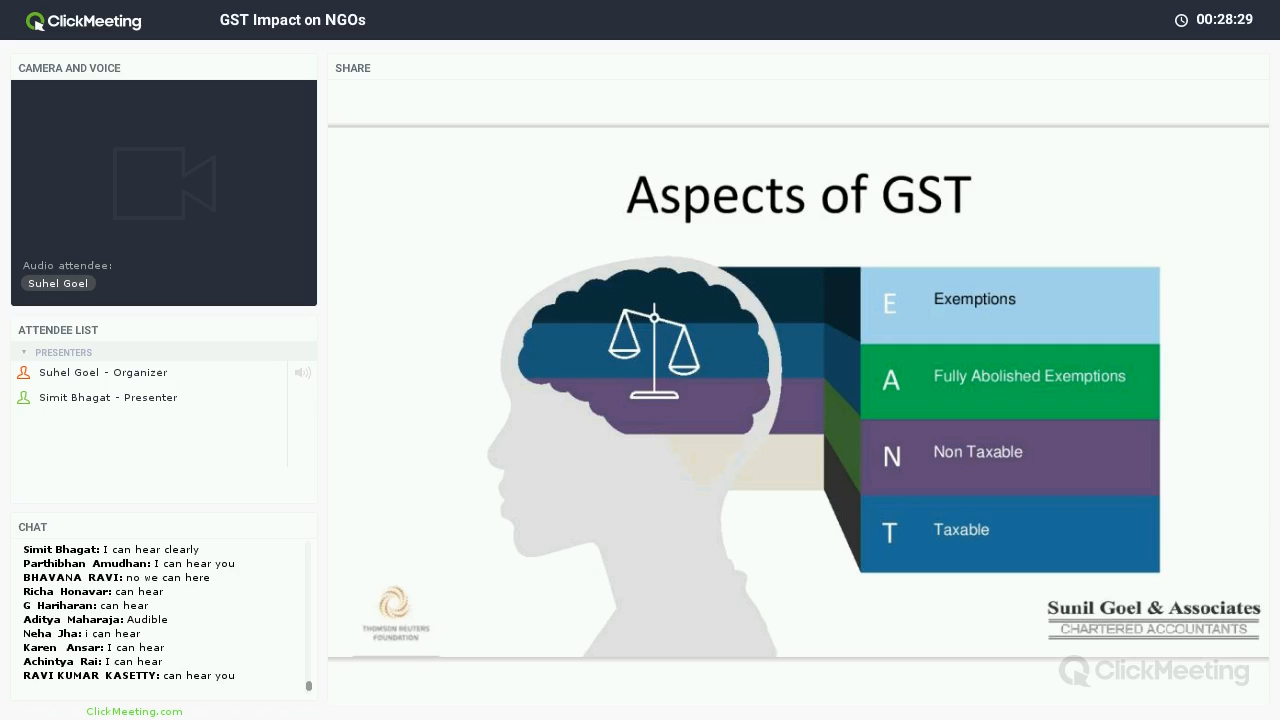 ClickMeeting
GST Impact on NGOs
00:28:29
CAMERA AND VOICE
Audio attendee:
Suhel Goel
ATTENDEE LIST
PRESENTERS
Suhel Goel - Organizer
Simit Bhagat - Presenter
CHAT
Simit Bhagat: I can hear clearly
Parthibhan Amudhan: I can hear you
BHAVANA RAVI: no we can here
Richa Honavar: can hear
G Hariharan: can hear
Aditya Maharaja: Audible
Neha Jha: i can hear
Karen Ansar: I can hear
Achintya Rai: I can hear
RAVI KUMAR KASETTY: can hear you
ClickMeeting.com
SHARE
Aspects of GST
E Exemptions
A Fully Abolished Exemptions
N Non Taxable
T Taxable
THOMSON REUTERS
FOUNDATION
Sunil Goel & Associates
CHARTERED ACCOUNTANTS
ClickMeeting